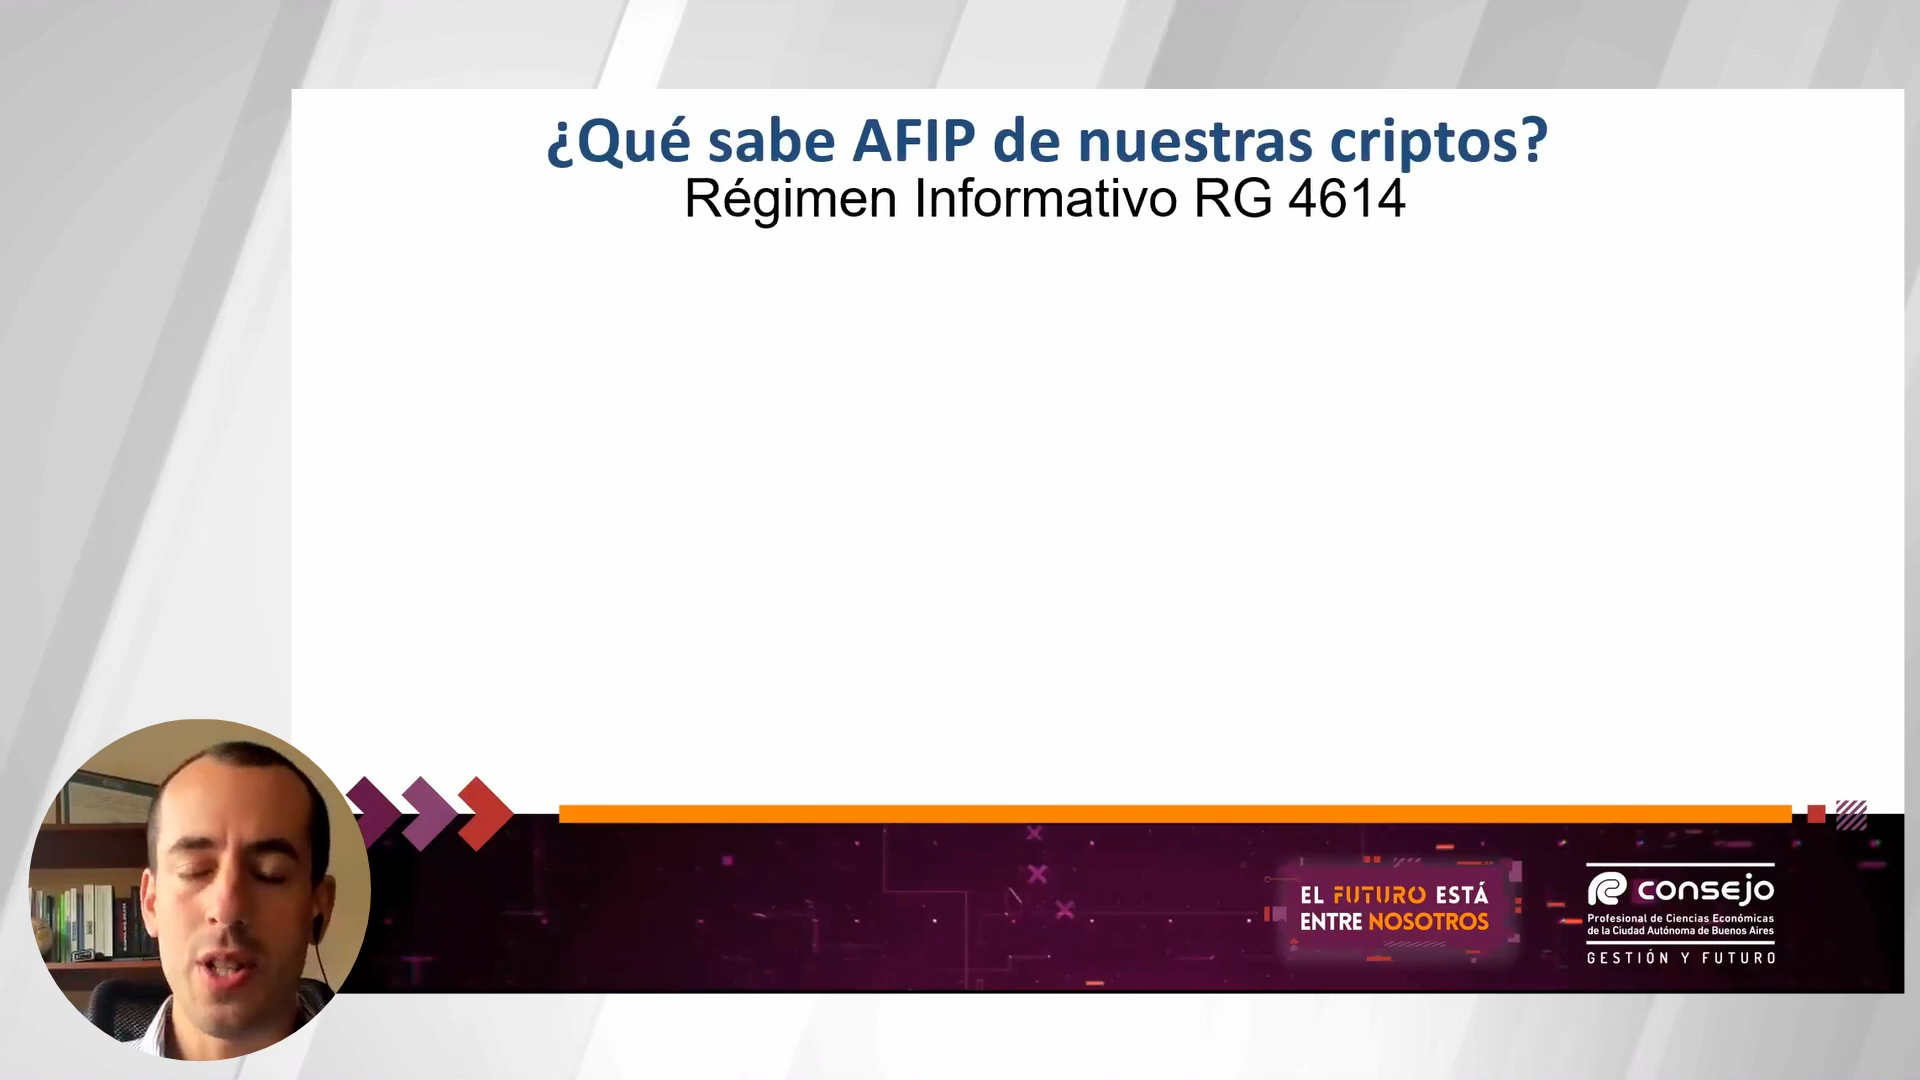 ¿Qué sabe AFIP de nuestras criptos?
Régimen Informativo RG 4614
EL FUTURO ESTÁ
ENTRE NOSOTROS
consejo
Profesional de Ciencias Económicas
de la Ciudad Autónoma de Buenos Aires
GESTIÓN Y FUTURO